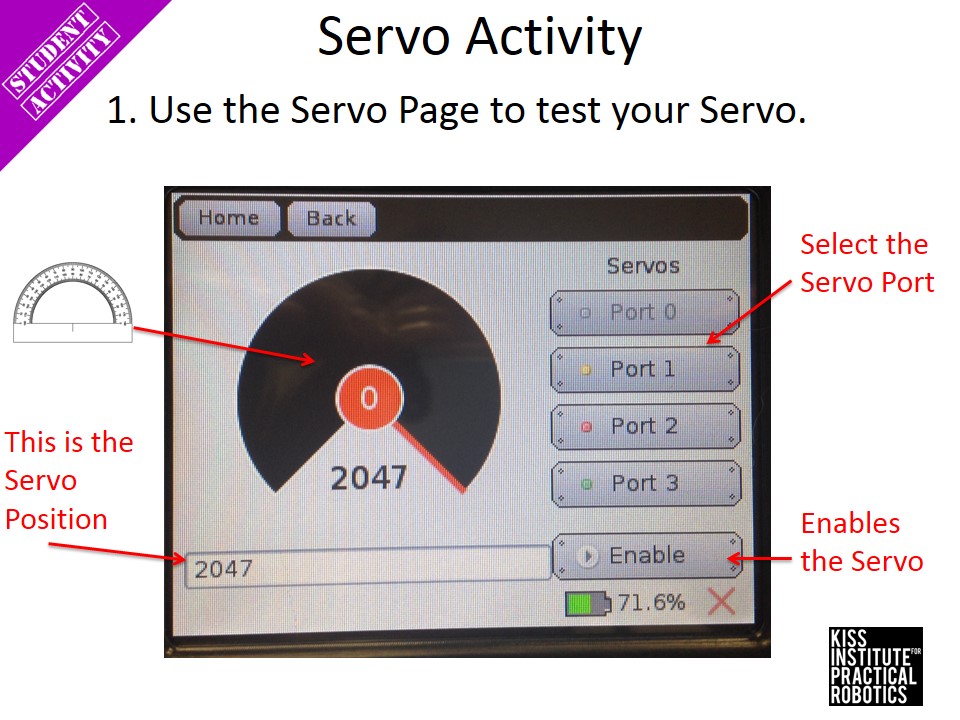 STUDENT
ACTIVITY
Servo Activity
1. Use the Servo Page to test your Servo.
Home
Back
Servos
Port 0
Port 1
Port 2
Port 3
Select the
Servo Port
0
2047
This is the
Servo
Position
2047
Enable
71.6%
Enables
the Servo
KISS
INSTITUTE FOR
PRACTICAL
ROBOTICS